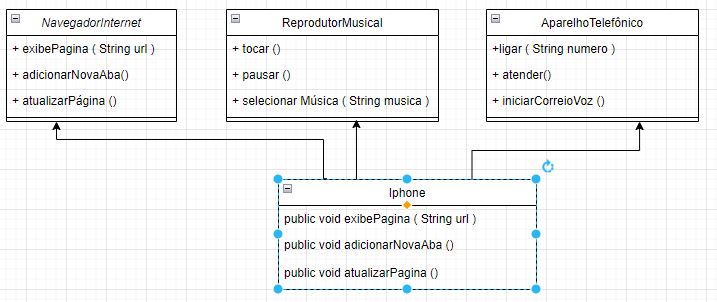 NavegadorInternet
+ exibePagina ( String url )
+ adicionarNovaAba()
+ atualizarPágina ()
ReprodutorMusical
+ tocar ()
+ pausar ()
+ selecionar Música ( String musica )
AparelhoTelefônico
+ligar ( String numero )
+ atender()
+ iniciarCorreioVoz ()
Iphone
public void exibePagina ( String url )
public void adicionarNovaAba ()
public void atualizarPagina ()